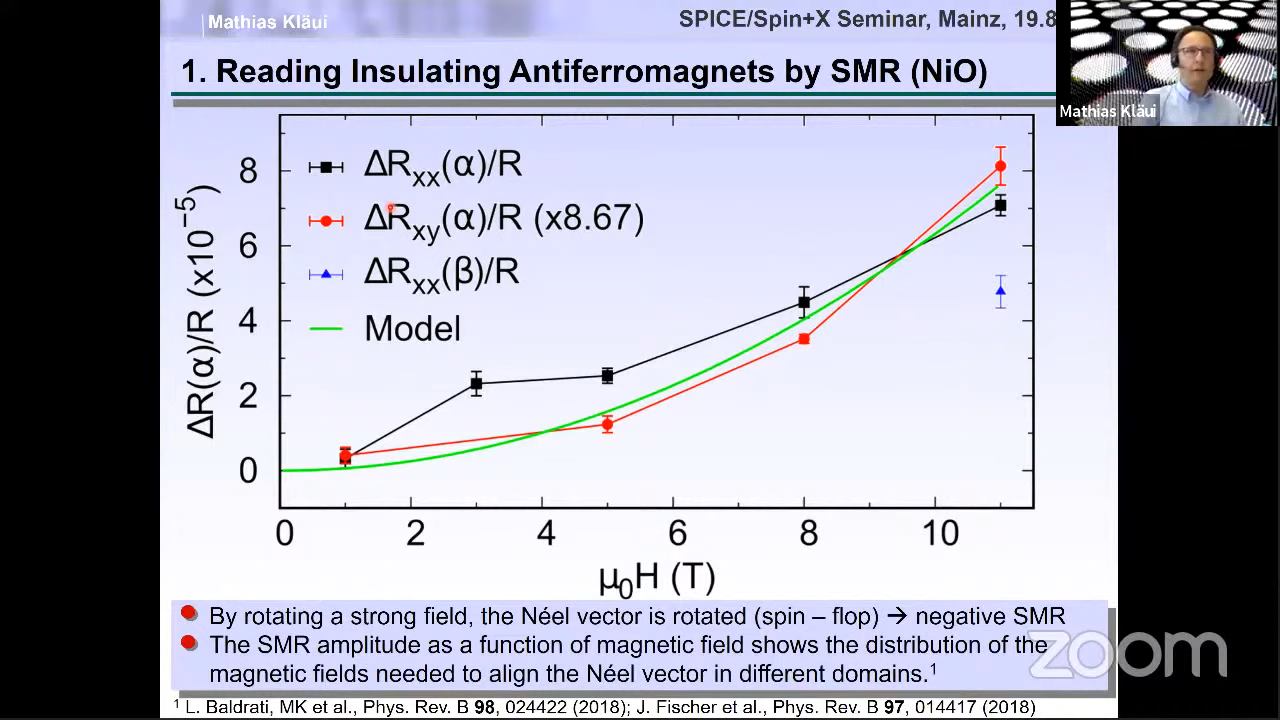 Mathias Kläui
SPICE/Spin+X Seminar, Mainz, 19.8
1. Reading Insulating Antiferromagnets by SMR (NiO)
Mathias Kläui
ΔR(α)/R (x10⁻⁵)
8
6
4
2
0
ΔRxx(α)/R
ΔRxy(α)/R (x8.67)
ΔRxx(β)/R
Model
0 2 4 6 8 10
μ₀H (T)
By rotating a strong field, the Néel vector is rotated (spin – flop) → negative SMR
The SMR amplitude as a function of magnetic field shows the distribution of the
magnetic fields needed to align the Néel vector in different domains.¹
zoom
¹ L. Baldrati, MK et al., Phys. Rev. B 98, 024422 (2018); J. Fischer et al., Phys. Rev. B 97, 014417 (2018)